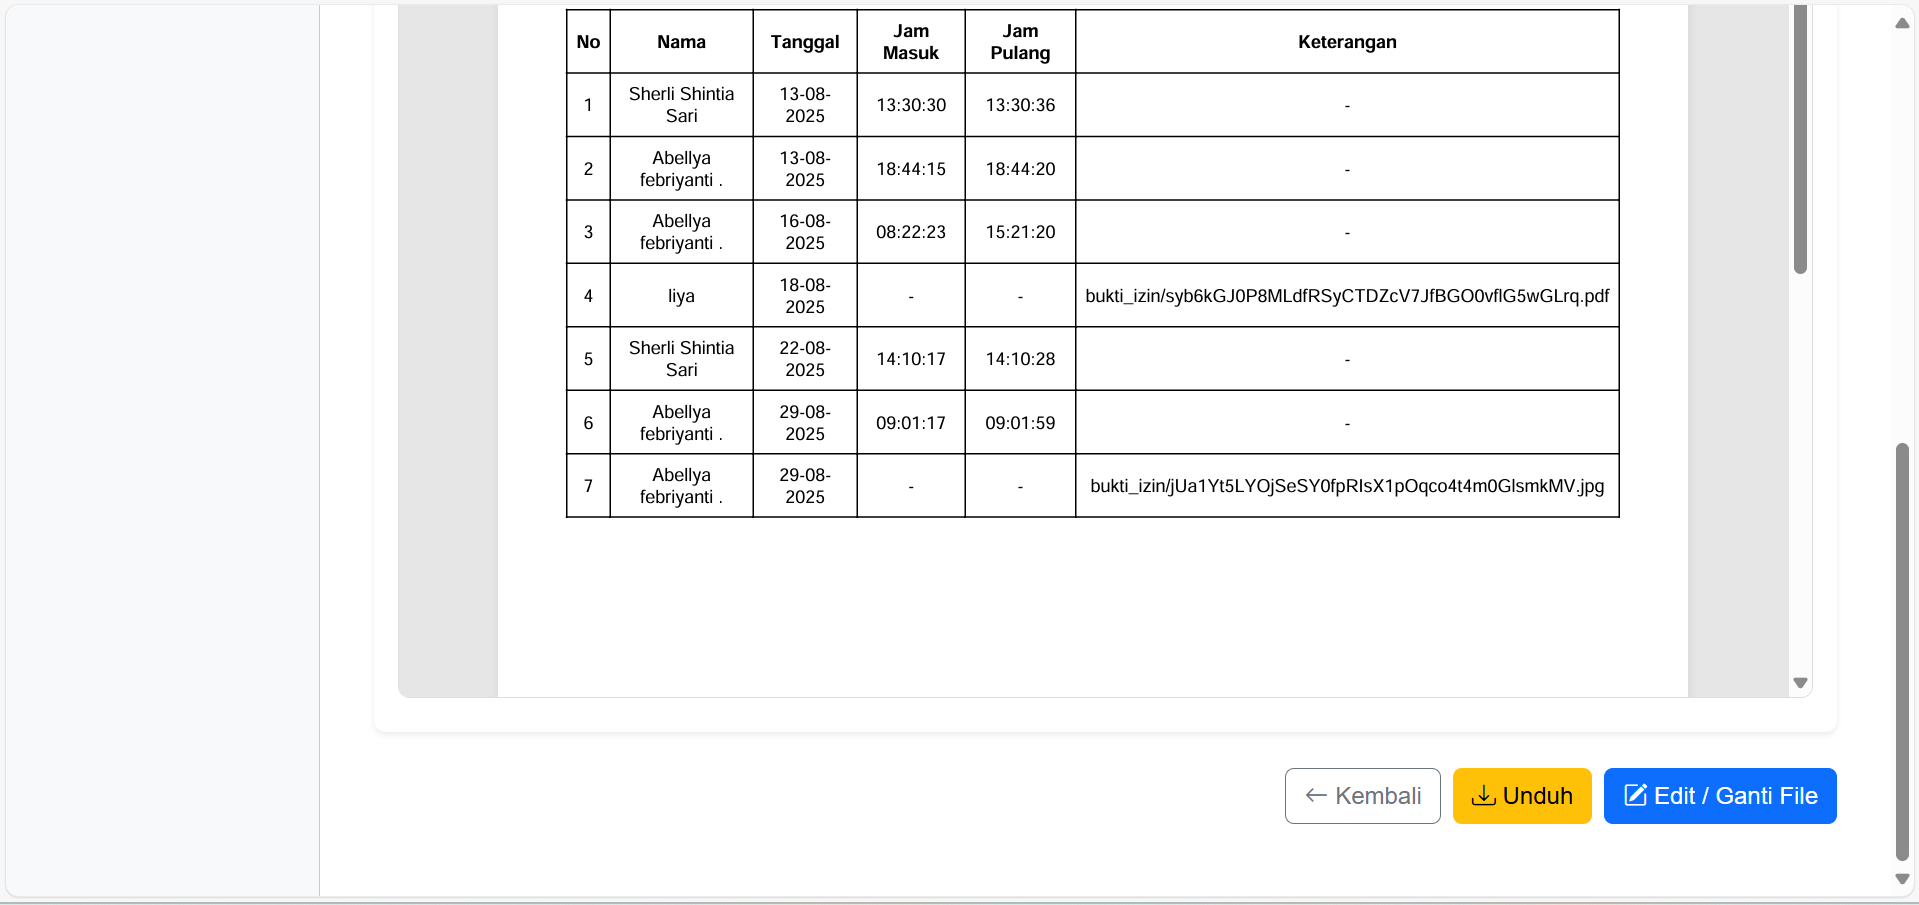 No Nama Tanggal Jam Masuk Jam Pulang Keterangan
1 Sherli Shintia Sari 13-08-2025 13:30:30 13:30:36 -
2 Abellya febriyanti . 13-08-2025 18:44:15 18:44:20 -
3 Abellya febriyanti . 16-08-2025 08:22:23 15:21:20 -
4 liya 18-08-2025 - - bukti_izin/syb6kGJ0P8MLdfRSyCTDZcV7JfBGO0vflG5wGLrq.pdf
5 Sherli Shintia Sari 22-08-2025 14:10:17 14:10:28 -
6 Abellya febriyanti . 29-08-2025 09:01:17 09:01:59 -
7 Abellya febriyanti . 29-08-2025 - - bukti_izin/jUa1Yt5LYOjSeSY0fpRIsX1pOqco4t4m0GlsmkMV.jpg
Kembali Unduh Edit / Ganti File